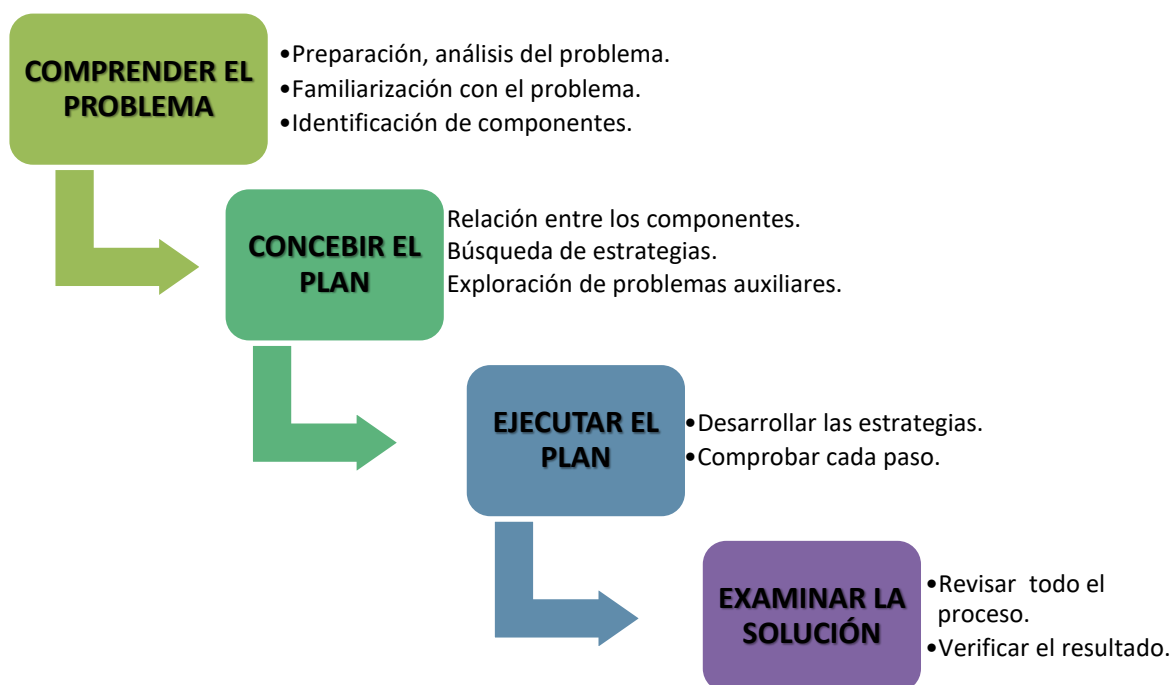 COMPRENDER EL
PROBLEMA
•Preparación, análisis del problema.
•Familiarización con el problema.
•Identificación de componentes.
CONCEBIR EL
PLAN
Relación entre los componentes.
Búsqueda de estrategias.
Exploración de problemas auxiliares.
EJECUTAR EL
PLAN
•Desarrollar las estrategias.
•Comprobar cada paso.
EXAMINAR LA
SOLUCIÓN
•Revisar todo el
proceso.
•Verificar el resultado.